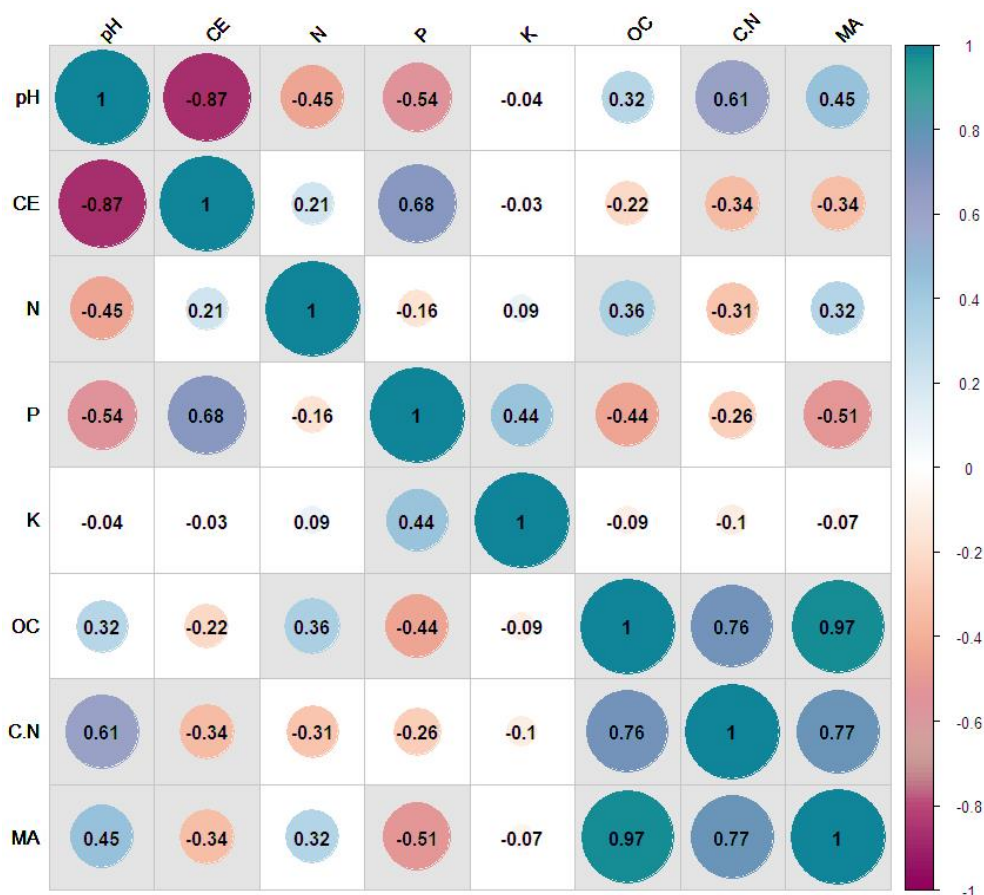 pH CE N P K OC C.N MA
pH 1 -0.87 -0.45 -0.54 -0.04 0.32 0.61 0.45
CE -0.87 1 0.21 0.68 -0.03 -0.22 -0.34 -0.34
N -0.45 0.21 1 -0.16 0.09 0.36 -0.31 0.32
P -0.54 0.68 -0.16 1 0.44 -0.44 -0.26 -0.51
K -0.04 -0.03 0.09 0.44 1 -0.09 -0.1 -0.07
OC 0.32 -0.22 0.36 -0.44 -0.09 1 0.76 0.97
C.N 0.61 -0.34 -0.31 -0.26 -0.1 0.76 1 0.77
MA 0.45 -0.34 0.32 -0.51 -0.07 0.97 0.77 1
1
0.8
0.6
0.4
0.2
0
-0.2
-0.4
-0.6
-0.8
-1